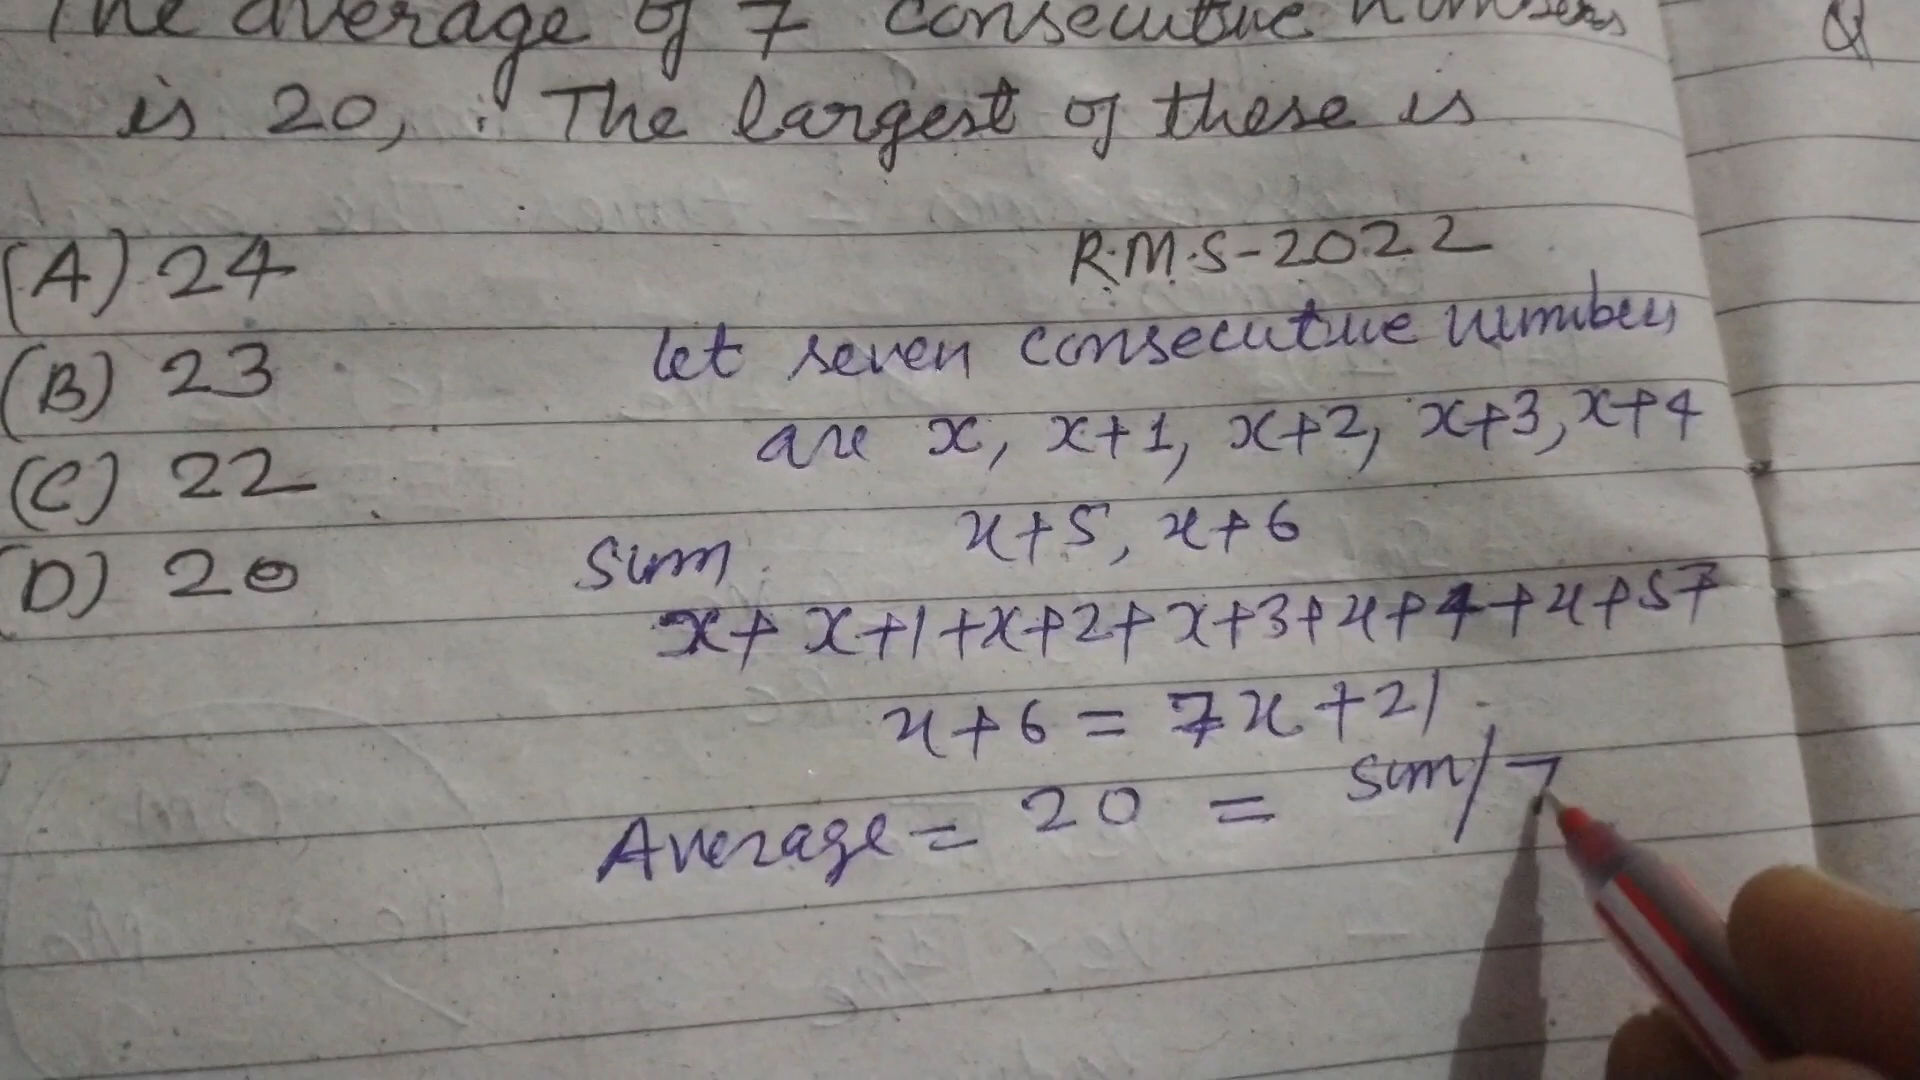 The average of 7 consecutive numbers
Q
is 20, The largest of these is
R.M.S-2022
(A) 24
(B) 23
(C) 22
(D) 20
let seven consecutive numbers
are x, x+1, x+2, x+3, x+4
x+5, x+6
Sum
x+ x+1+x+2+x+3+x+4+x+5+
x+6 = 7x+21
Average = 20 = Sum/7